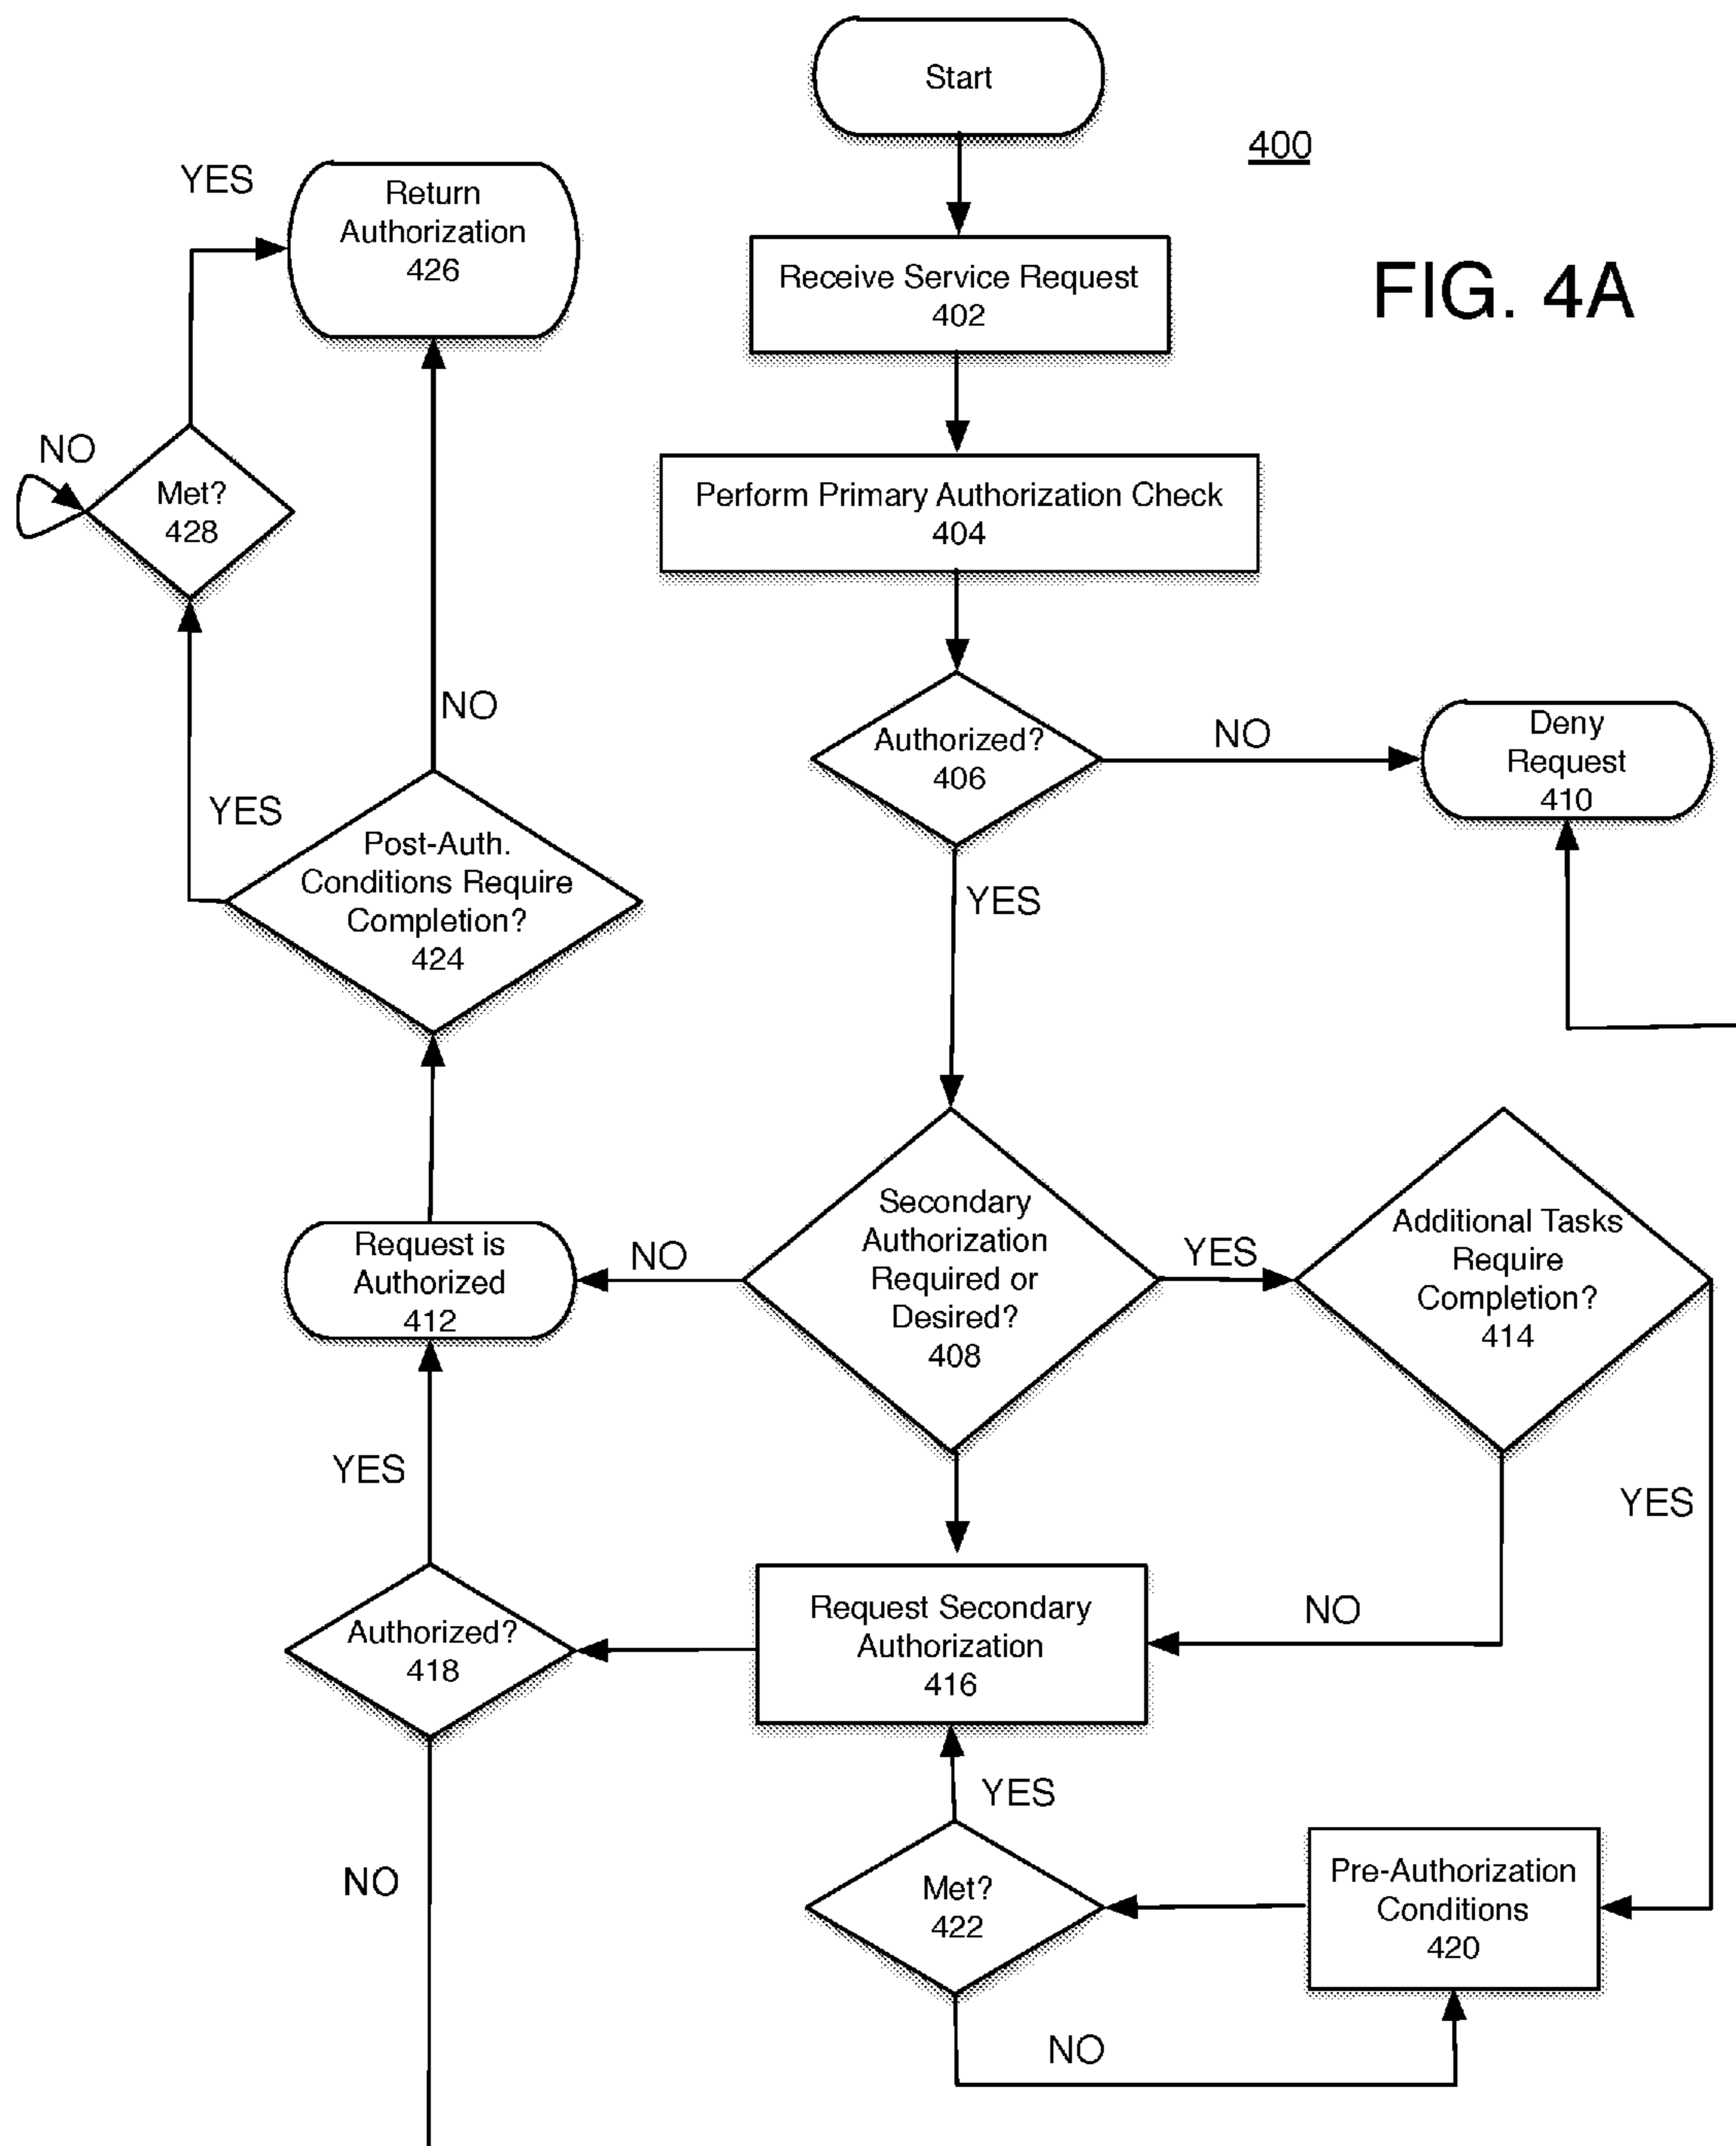 Start
400
FIG. 4A
YES
Return
Authorization
426
Receive Service Request
402
NO
Met?
428
Perform Primary Authorization Check
404
NO
Authorized?
406
NO
Deny
Request
410
YES
Post-Auth.
Conditions Require
Completion?
424
YES
Secondary
Authorization
Required or
Desired?
408
Additional Tasks
Require
Completion?
414
Request is
Authorized
412
NO
YES
YES
YES
Authorized?
418
Request Secondary
Authorization
416
NO
YES
NO
Met?
422
Pre-Authorization
Conditions
420
NO